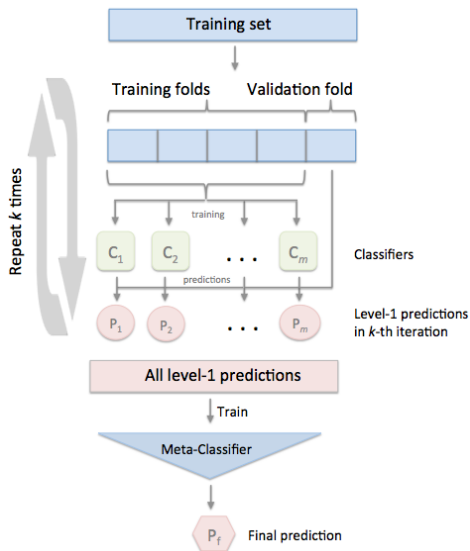 Training set
Training folds Validation fold
Repeat k times
training
C1 C2 ... Cm Classifiers
predictions
P1 P2 ... Pm Level-1 predictions
in k-th iteration
All level-1 predictions
Train
Meta-Classifier
Pf Final prediction